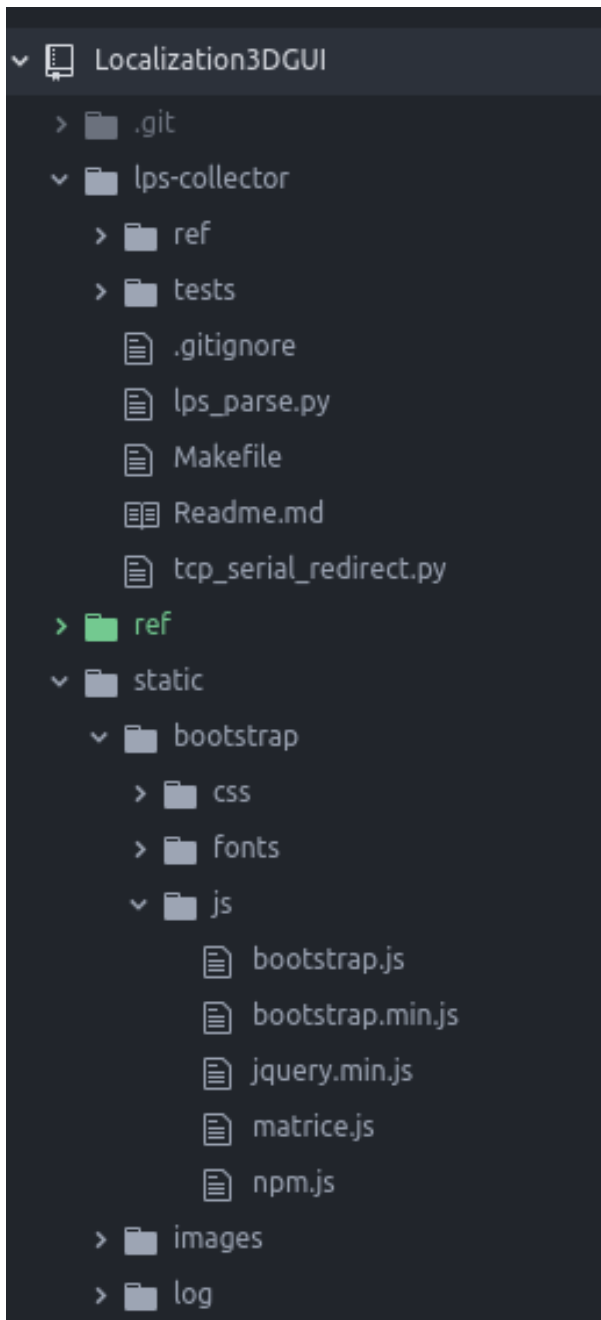 Localization3DGUI
.git
lps-collector
ref
tests
.gitignore
lps_parse.py
Makefile
Readme.md
tcp_serial_redirect.py
ref
static
bootstrap
css
fonts
js
bootstrap.js
bootstrap.min.js
jquery.min.js
matrice.js
npm.js
images
log